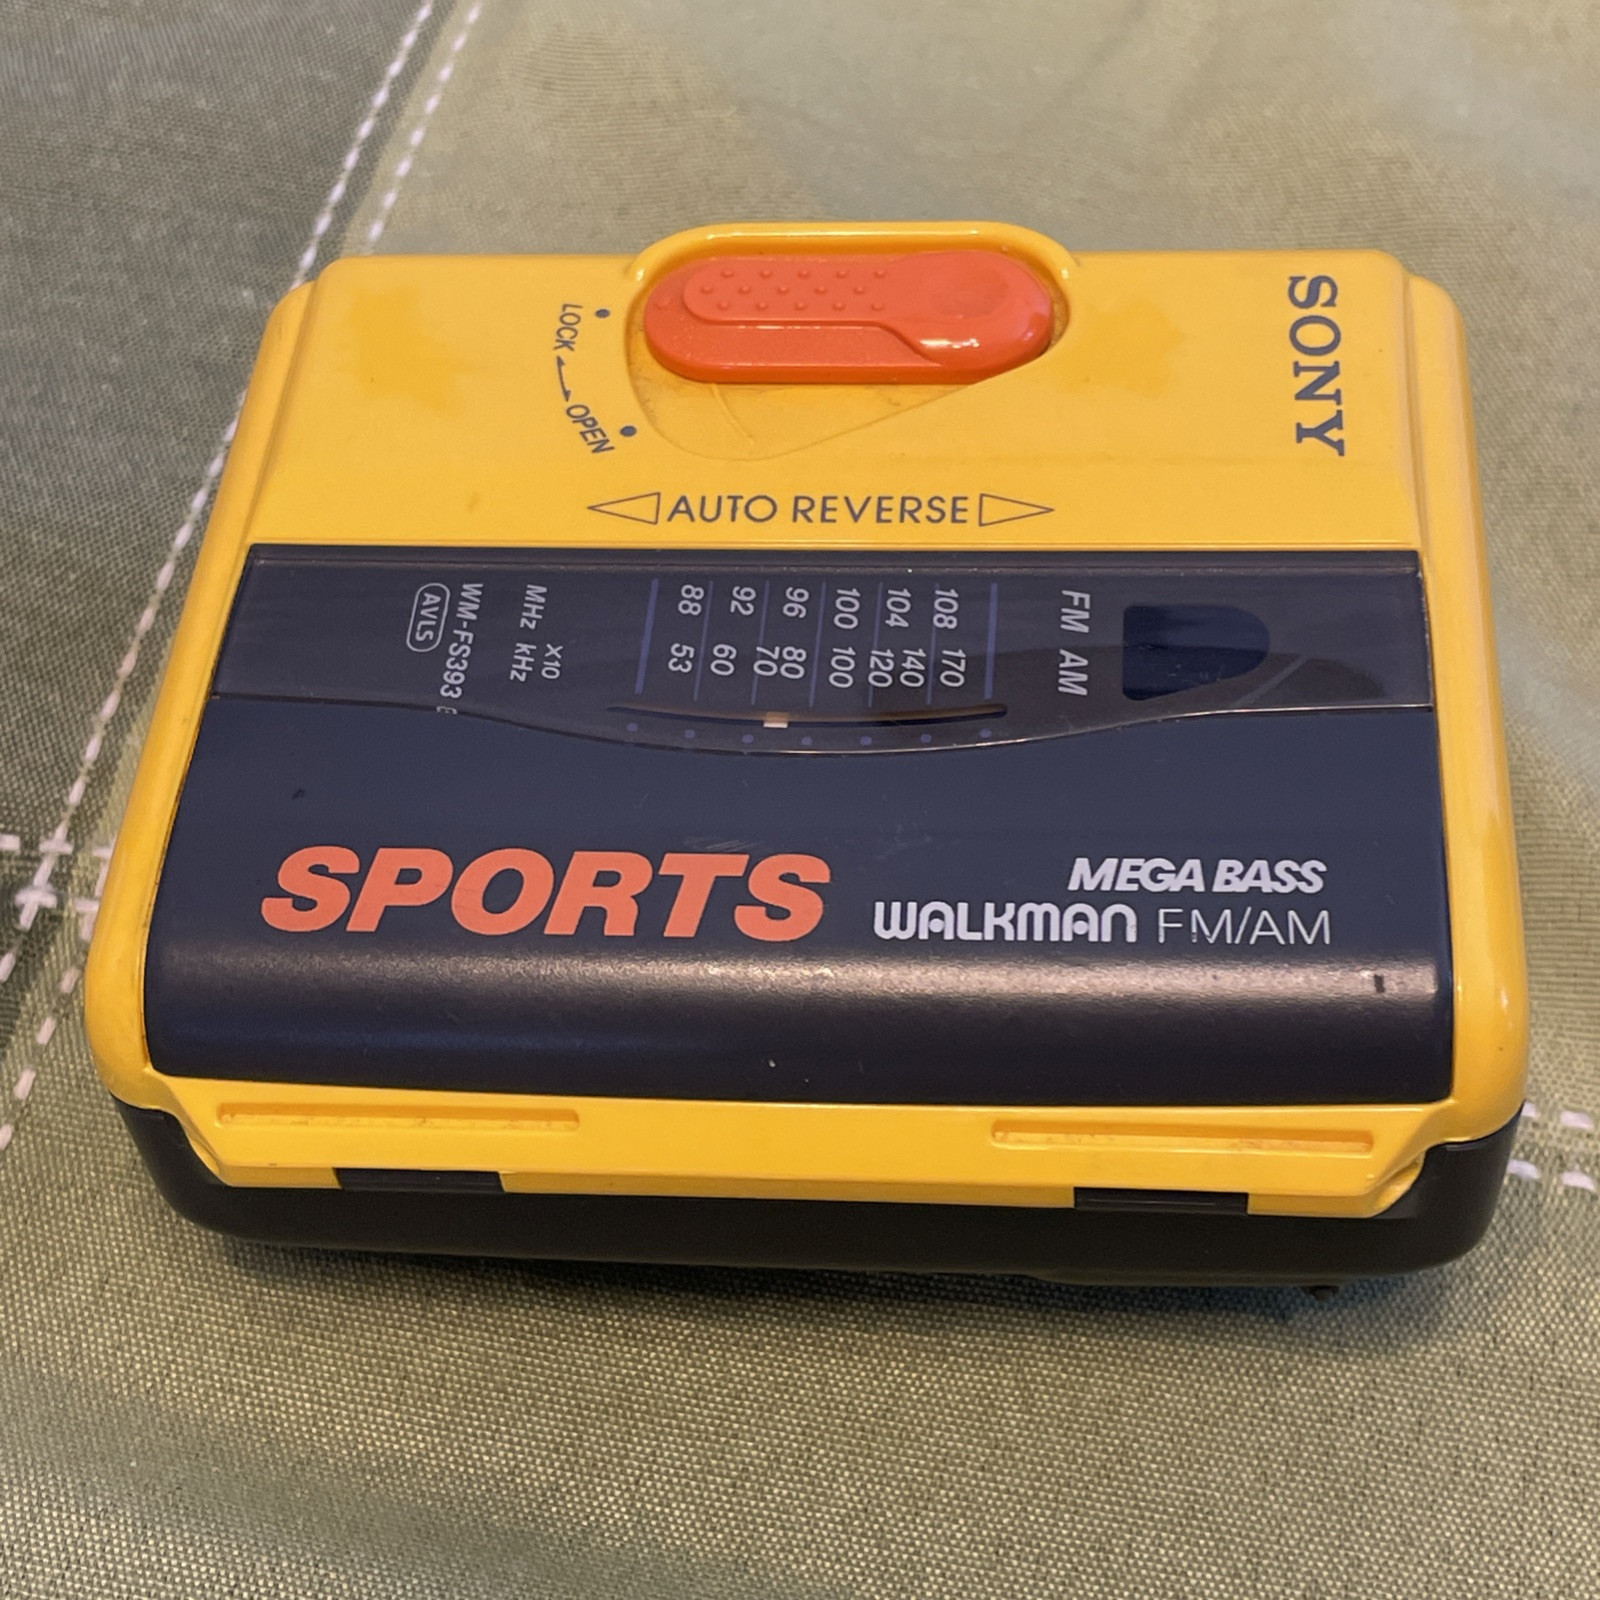 SONY
LOCK
OPEN
AUTO REVERSE
FM 108 104 100 96 92 88 MHz
AM 170 140 120 100 80 70 60 53 kHz
X10
WM-FS393
AVLS
SPORTS
MEGA BASS
WALKMAN FM/AM